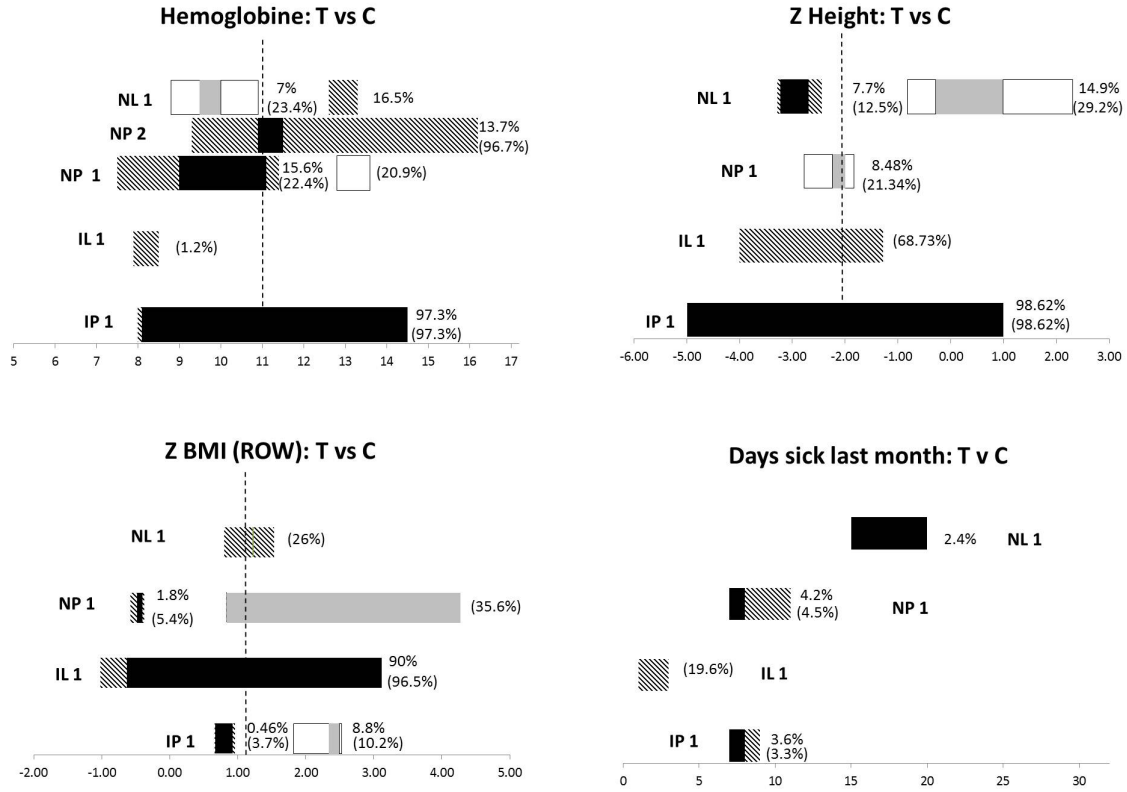 Hemoglobine: T vs C
NL 1
7%
(23.4%)
16.5%
NP 2
13.7%
(96.7%)
NP 1
15.6%
(22.4%)
(20.9%)
IL 1
(1.2%)
IP 1
97.3%
(97.3%)
5 6 7 8 9 10 11 12 13 14 15 16 17
Z Height: T vs C
NL 1
7.7%
(12.5%)
14.9%
(29.2%)
NP 1
8.48%
(21.34%)
IL 1
(68.73%)
IP 1
98.62%
(98.62%)
-6.00 -5.00 -4.00 -3.00 -2.00 -1.00 0.00 1.00 2.00 3.00
Z BMI (ROW): T vs C
NL 1
(26%)
NP 1
1.8%
(5.4%)
(35.6%)
IL 1
90%
(96.5%)
IP 1
0.46%
(3.7%)
8.8%
(10.2%)
-2.00 -1.00 0.00 1.00 2.00 3.00 4.00 5.00
Days sick last month: T v C
2.4%
NL 1
4.2%
(4.5%)
NP 1
(19.6%)
IL 1
IP 1
3.6%
(3.3%)
0 5 10 15 20 25 30